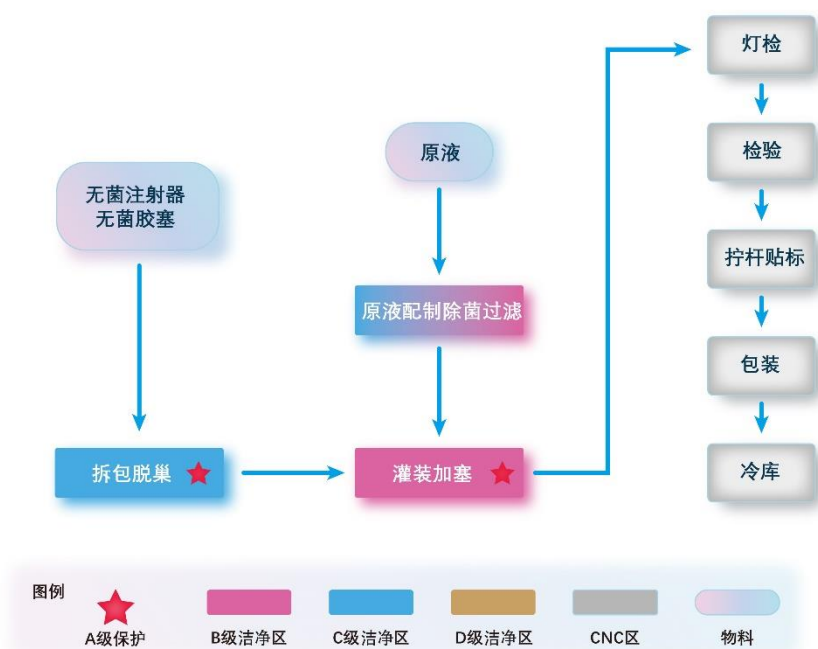 灯检
原液
检验
无菌注射器
无菌胶塞
拧杆贴标
原液配制除菌过滤
包装
拆包脱巢
灌装加塞
冷库
图例
A级保护
B级洁净区
C级洁净区
D级洁净区
CNC区
物料